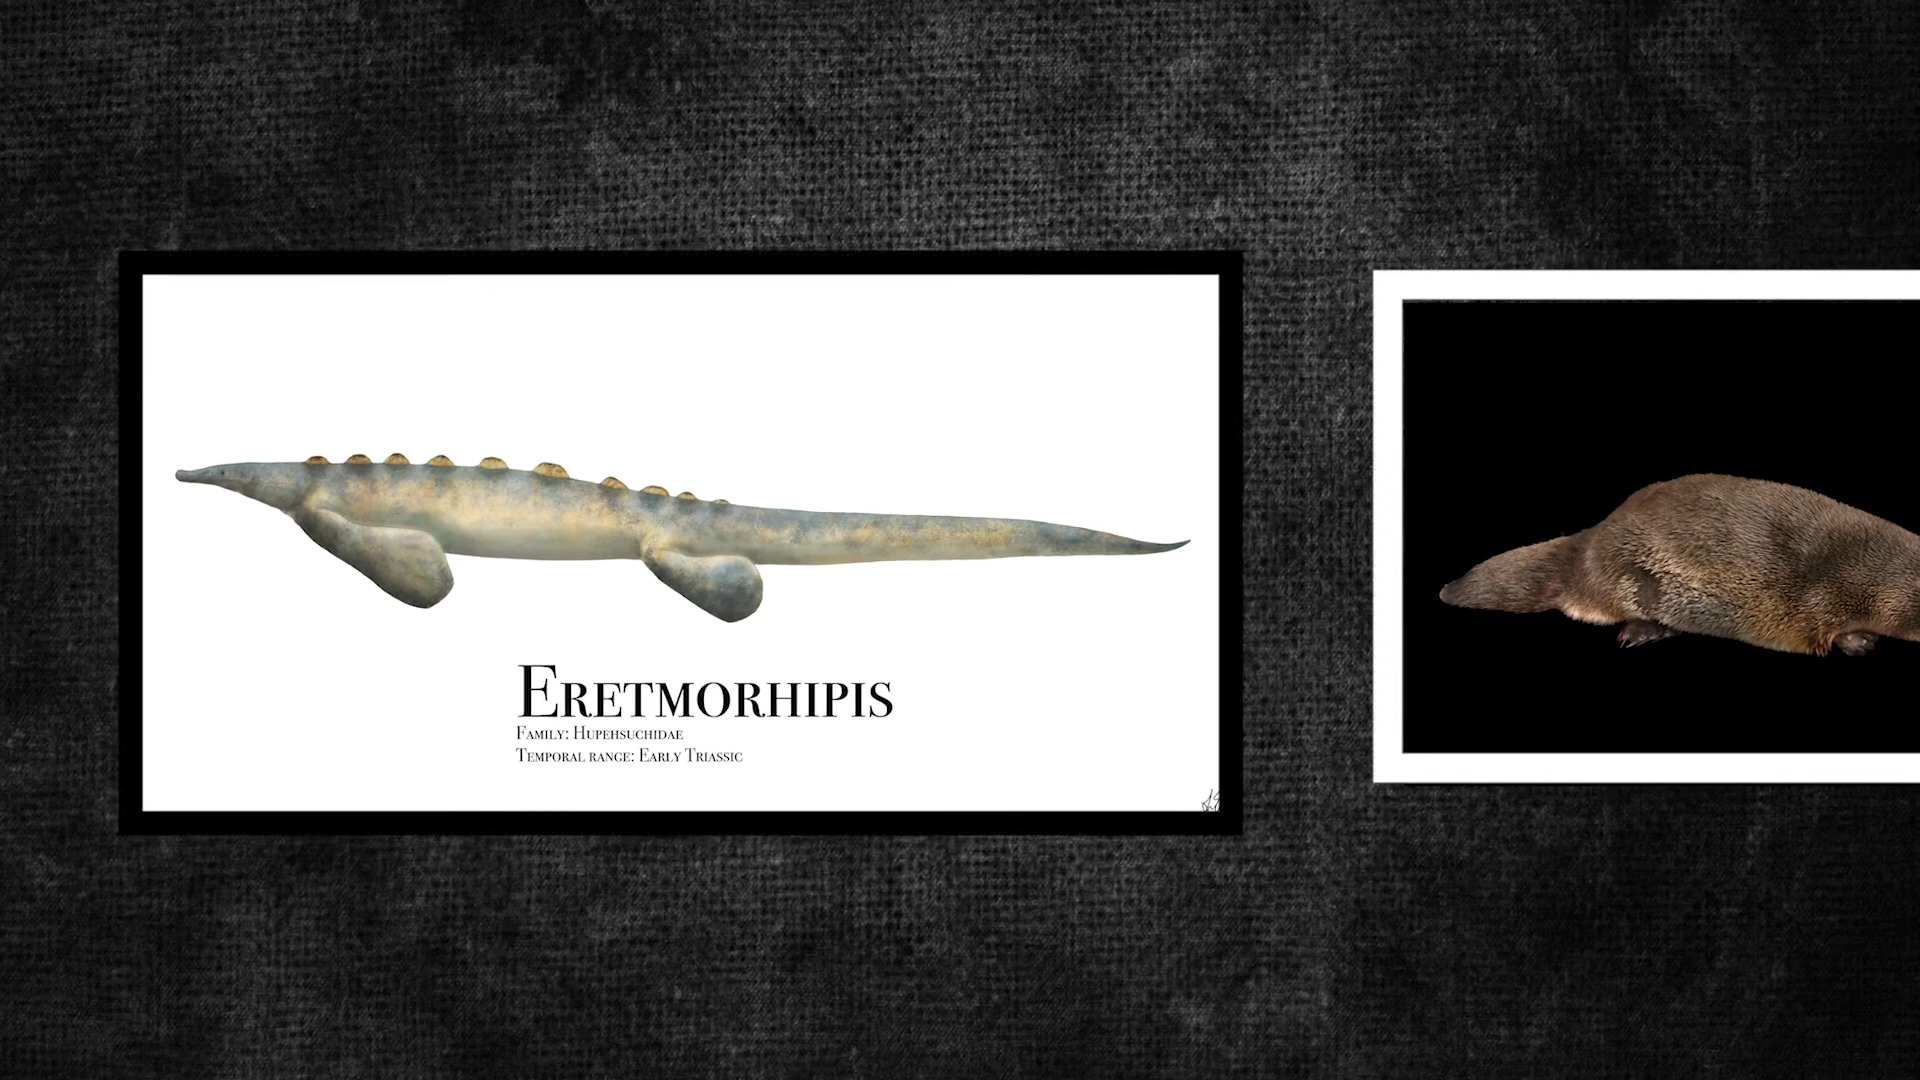 Eretmorhipis
Family: Hupehsuchidae
Temporal range: Early Triassic